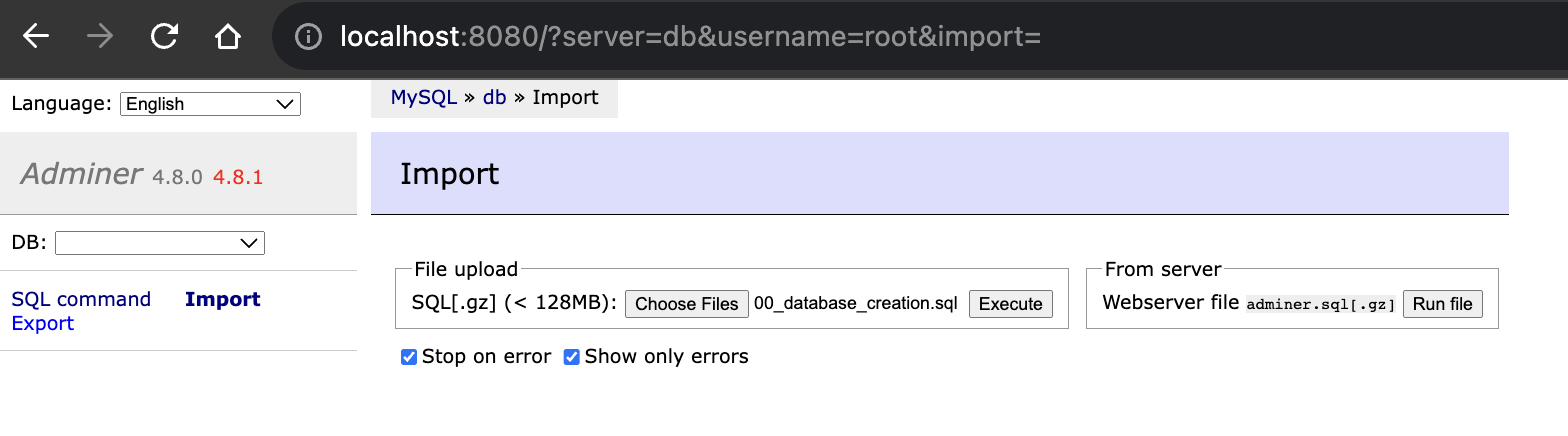 localhost:8080/?server=db&username=root&import=
Language: English
MySQL » db » Import
Adminer 4.8.0 4.8.1
Import
DB:
SQL command Import
Export
File upload
SQL[.gz] (< 128MB): Choose Files 00_database_creation.sql Execute
From server
Webserver file adminer.sql[.gz] Run file
Stop on error Show only errors